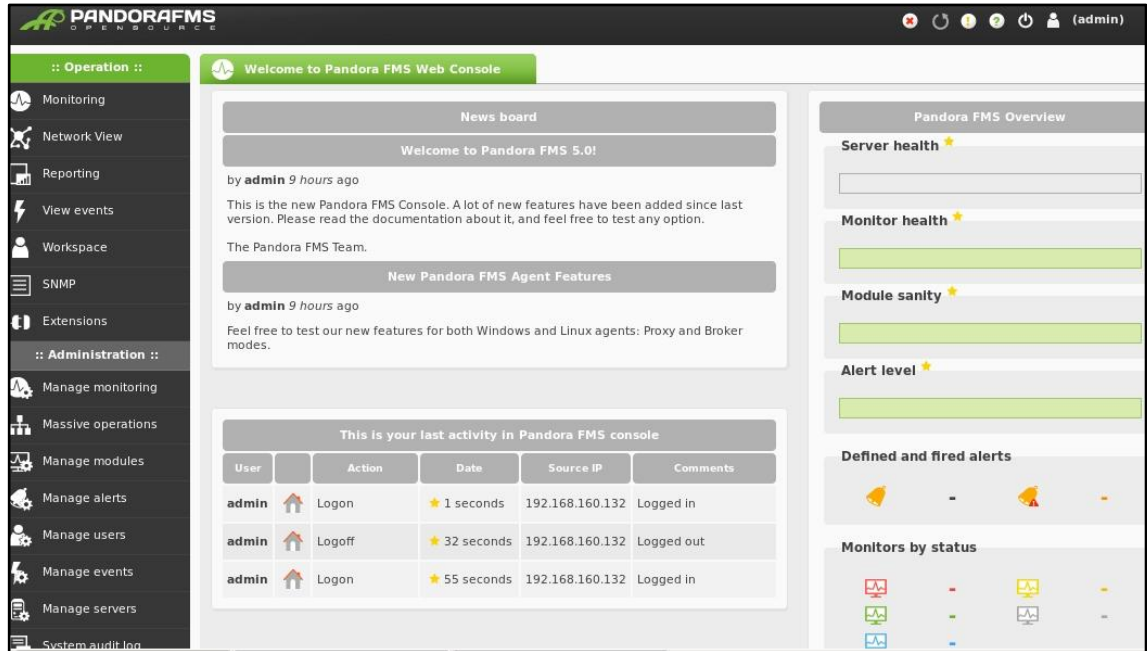 PANDORAFMS
OPENSOURCE
(admin)
:: Operation ::
Monitoring
Network View
Reporting
View events
Workspace
SNMP
Extensions
:: Administration ::
Manage monitoring
Massive operations
Manage modules
Manage alerts
Manage users
Manage events
Manage servers
System audit log
Welcome to Pandora FMS Web Console
News board
Welcome to Pandora FMS 5.0!
by admin 9 hours ago
This is the new Pandora FMS Console. A lot of new features have been added since last
version. Please read the documentation about it, and feel free to test any option.
The Pandora FMS Team.
New Pandora FMS Agent Features
by admin 9 hours ago
Feel free to test our new features for both Windows and Linux agents: Proxy and Broker
modes.
This is your last activity in Pandora FMS console
User Action Date Source IP Comments
admin Logon 1 seconds 192.168.160.132 Logged in
admin Logoff 32 seconds 192.168.160.132 Logged out
admin Logon 55 seconds 192.168.160.132 Logged in
Pandora FMS Overview
Server health
Monitor health
Module sanity
Alert level
Defined and fired alerts
- -
Monitors by status
- -
- -
-